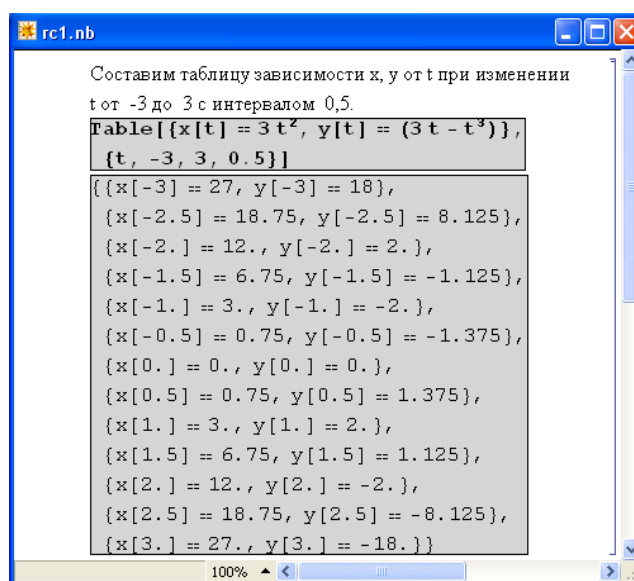 rc1.nb
Составим таблицу зависимости x, y от t при изменении
t от -3 до 3 с интервалом 0,5.
Table[{x[t] == 3 t², y[t] == (3 t - t³)},
{t, -3, 3, 0.5}]
{{x[-3] == 27, y[-3] == 18},
{x[-2.5] == 18.75, y[-2.5] == 8.125},
{x[-2.] == 12., y[-2.] == 2.},
{x[-1.5] == 6.75, y[-1.5] == -1.125},
{x[-1.] == 3., y[-1.] == -2.},
{x[-0.5] == 0.75, y[-0.5] == -1.375},
{x[0.] == 0., y[0.] == 0.},
{x[0.5] == 0.75, y[0.5] == 1.375},
{x[1.] == 3., y[1.] == 2.},
{x[1.5] == 6.75, y[1.5] == 1.125},
{x[2.] == 12., y[2.] == -2.},
{x[2.5] == 18.75, y[2.5] == -8.125},
{x[3.] == 27., y[3.] == -18.}}
100%